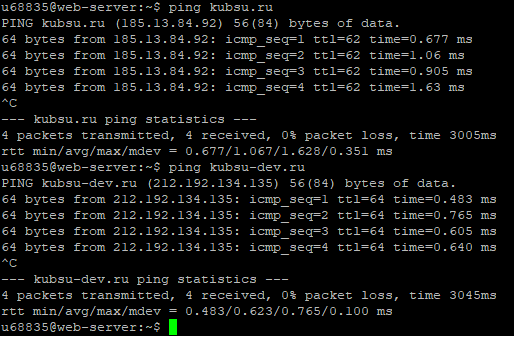 u68835@web-server:~$ ping kubsu.ru
PING kubsu.ru (185.13.84.92) 56(84) bytes of data.
64 bytes from 185.13.84.92: icmp_seq=1 ttl=62 time=0.677 ms
64 bytes from 185.13.84.92: icmp_seq=2 ttl=62 time=1.06 ms
64 bytes from 185.13.84.92: icmp_seq=3 ttl=62 time=0.905 ms
64 bytes from 185.13.84.92: icmp_seq=4 ttl=62 time=1.63 ms
^C
--- kubsu.ru ping statistics ---
4 packets transmitted, 4 received, 0% packet loss, time 3005ms
rtt min/avg/max/mdev = 0.677/1.067/1.628/0.351 ms
u68835@web-server:~$ ping kubsu-dev.ru
PING kubsu-dev.ru (212.192.134.135) 56(84) bytes of data.
64 bytes from 212.192.134.135: icmp_seq=1 ttl=64 time=0.483 ms
64 bytes from 212.192.134.135: icmp_seq=2 ttl=64 time=0.765 ms
64 bytes from 212.192.134.135: icmp_seq=3 ttl=64 time=0.605 ms
64 bytes from 212.192.134.135: icmp_seq=4 ttl=64 time=0.640 ms
^C
--- kubsu-dev.ru ping statistics ---
4 packets transmitted, 4 received, 0% packet loss, time 3045ms
rtt min/avg/max/mdev = 0.483/0.623/0.765/0.100 ms
u68835@web-server:~$